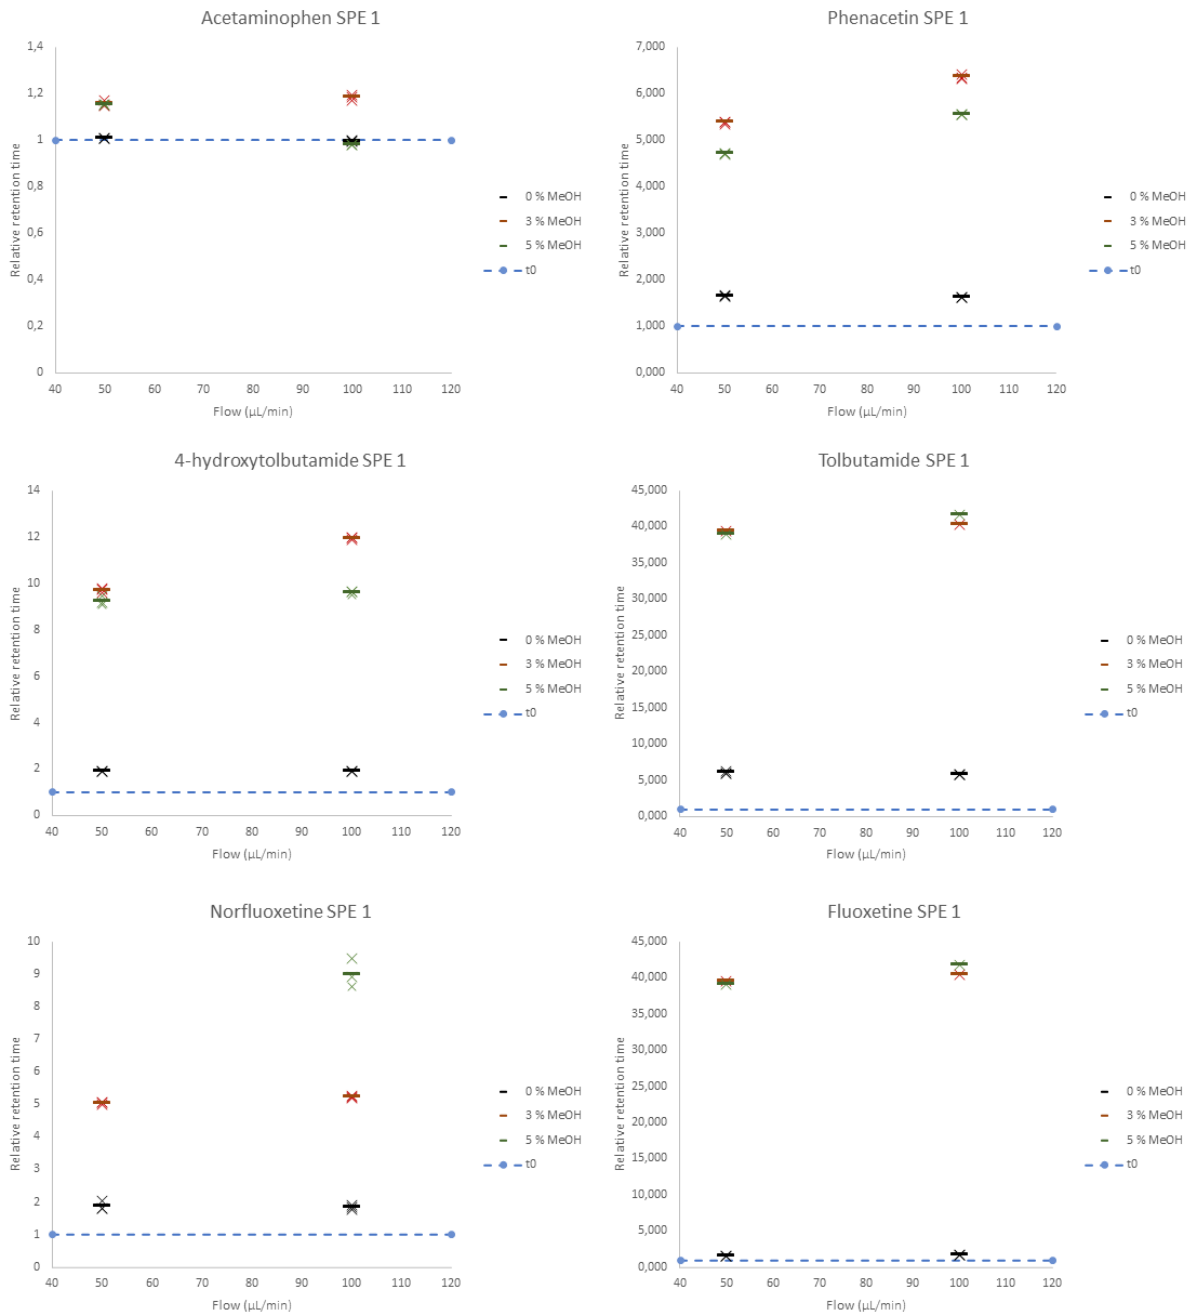 Acetaminophen SPE 1
1,4
1,2
1
0,8
0,6
0,4
0,2
0
Relative retention time
40 50 60 70 80 90 100 110 120
Flow (µL/min)
0 % MeOH
3 % MeOH
5 % MeOH
t0
Phenacetin SPE 1
7,000
6,000
5,000
4,000
3,000
2,000
1,000
0,000
Relative retention time
40 50 60 70 80 90 100 110 120
Flow (µL/min)
0 % MeOH
3 % MeOH
5 % MeOH
t0
4-hydroxytolbutamide SPE 1
14
12
10
8
6
4
2
0
Relative retention time
40 50 60 70 80 90 100 110 120
Flow (µL/min)
0 % MeOH
3 % MeOH
5 % MeOH
t0
Tolbutamide SPE 1
45,000
40,000
35,000
30,000
25,000
20,000
15,000
10,000
5,000
0,000
Relative retention time
40 50 60 70 80 90 100 110 120
Flow (µL/min)
0 % MeOH
3 % MeOH
5 % MeOH
t0
Norfluoxetine SPE 1
10
9
8
7
6
5
4
3
2
1
0
Relative retention time
40 50 60 70 80 90 100 110 120
Flow (µL/min)
0 % MeOH
3 % MeOH
5 % MeOH
t0
Fluoxetine SPE 1
45,000
40,000
35,000
30,000
25,000
20,000
15,000
10,000
5,000
0,000
Relative retention time
40 50 60 70 80 90 100 110 120
Flow (µL/min)
0 % MeOH
3 % MeOH
5 % MeOH
t0